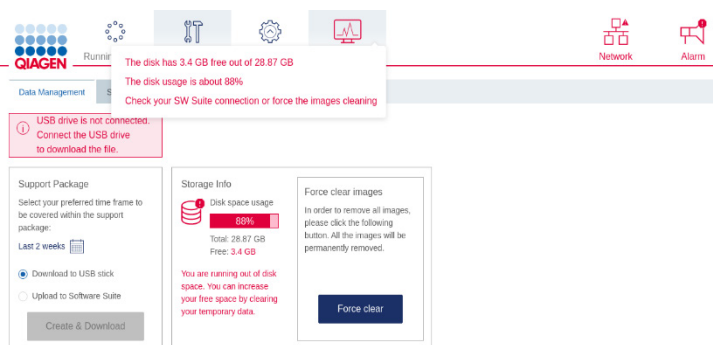 QIAGEN
Runnin
Network
Alarm
The disk has 3.4 GB free out of 28.87 GB
The disk usage is about 88%
Check your SW Suite connection or force the images cleaning
Data Management
S
USB drive is not connected.
Connect the USB drive
to download the file.
Support Package
Select your preferred time frame to
be covered within the support
package:
Last 2 weeks
Download to USB stick
Upload to Software Suite
Create & Download
Storage Info
Disk space usage
88%
Total: 28.87 GB
Free: 3.4 GB
You are running out of disk
space. You can increase
your free space by clearing
your temporary data.
Force clear images
In order to remove all images,
please click the following
button. All the images will be
permanently removed.
Force clear